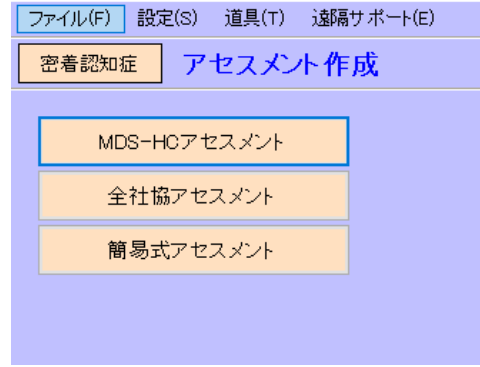 ファイル(F) 設定(S) 道具(T) 遠隔サポート(E)
密着認知症 アセスメント作成
MDS-HCアセスメント
全社協アセスメント
簡易式アセスメント